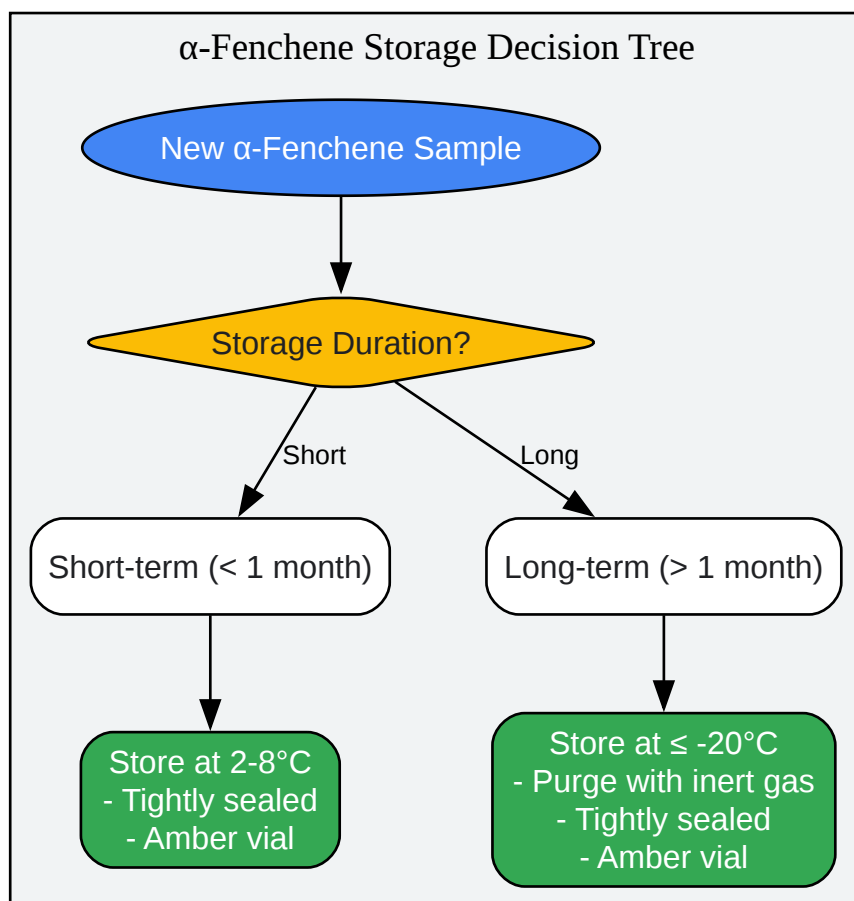 α-Fenchene Storage Decision Tree
New α-Fenchene Sample
Storage Duration?
Short
Long
Short-term (< 1 month)
Long-term (> 1 month)
Store at 2-8°C
- Tightly sealed
- Amber vial
Store at ≤ -20°C
- Purge with inert gas
- Tightly sealed
- Amber vial